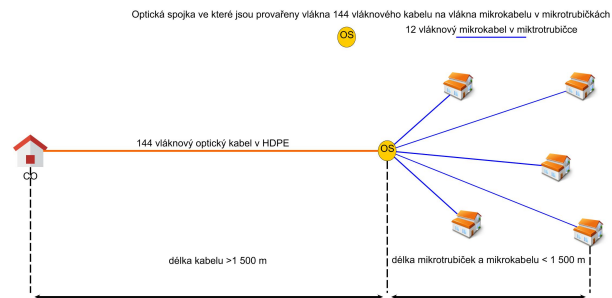 Optická spojka ve které jsou provařeny vlákna 144 vláknového kabelu na vlákna mikrokabelu v mikrotrubičkách
OS
12 vláknový mikrokabel v miktrotrubičce
144 vláknový optický kabel v HDPE
OS
CO
délka kabelu >1 500 m
délka mikrotrubiček a mikrokabelu < 1 500 m